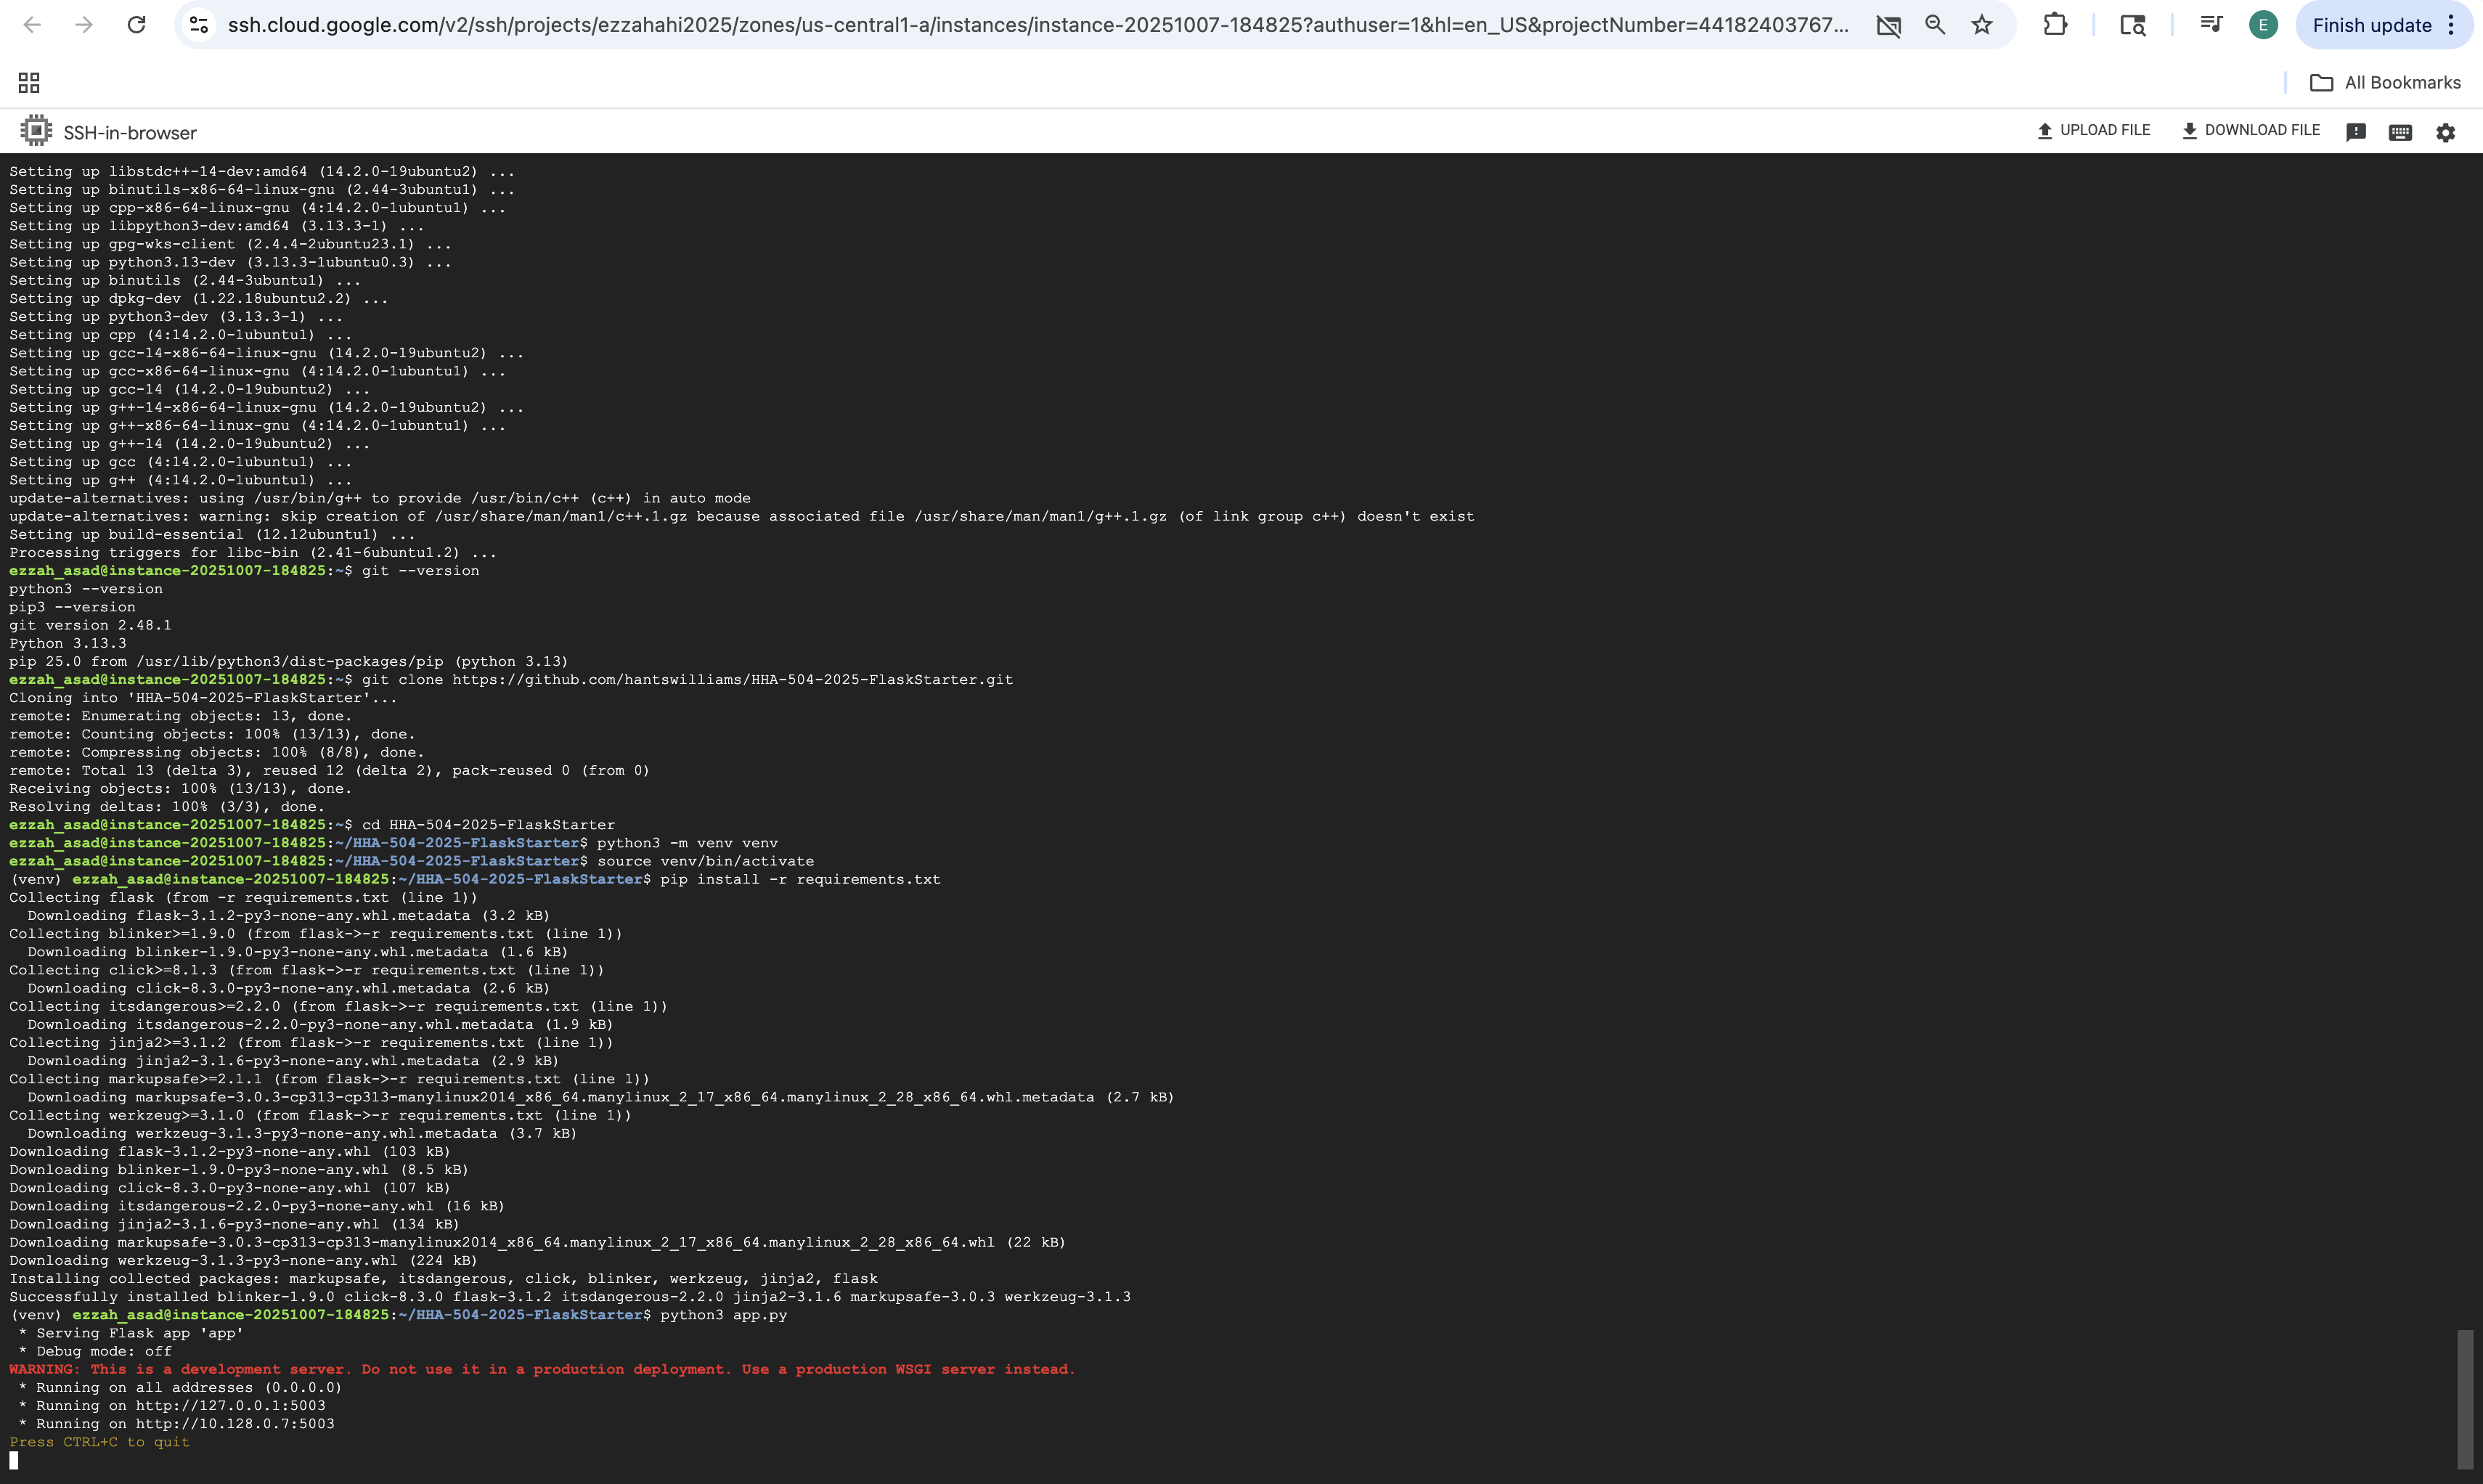 ssh.cloud.google.com/v2/ssh/projects/ezzahahi2025/zones/us-central1-a/instances/instance-20251007-184825?authuser=1&hl=en_US&projectNumber=44182403767...
E
Finish update
All Bookmarks
SSH-in-browser
UPLOAD FILE
DOWNLOAD FILE
Setting up libstdc++-14-dev:amd64 (14.2.0-19ubuntu2) ...
Setting up binutils-x86-64-linux-gnu (2.44-3ubuntu1) ...
Setting up cpp-x86-64-linux-gnu (4:14.2.0-1ubuntu1) ...
Setting up libpython3-dev:amd64 (3.13.3-1) ...
Setting up gpg-wks-client (2.4.4-2ubuntu23.1) ...
Setting up python3.13-dev (3.13.3-1ubuntu0.3) ...
Setting up binutils (2.44-3ubuntu1) ...
Setting up dpkg-dev (1.22.18ubuntu2.2) ...
Setting up python3-dev (3.13.3-1) ...
Setting up cpp (4:14.2.0-1ubuntu1) ...
Setting up gcc-14-x86-64-linux-gnu (14.2.0-19ubuntu2) ...
Setting up gcc-x86-64-linux-gnu (4:14.2.0-1ubuntu1) ...
Setting up gcc-14 (14.2.0-19ubuntu2) ...
Setting up g++-14-x86-64-linux-gnu (14.2.0-19ubuntu2) ...
Setting up g++-x86-64-linux-gnu (4:14.2.0-1ubuntu1) ...
Setting up g++-14 (14.2.0-19ubuntu2) ...
Setting up gcc (4:14.2.0-1ubuntu1) ...
Setting up g++ (4:14.2.0-1ubuntu1) ...
update-alternatives: using /usr/bin/g++ to provide /usr/bin/c++ (c++) in auto mode
update-alternatives: warning: skip creation of /usr/share/man/man1/c++.1.gz because associated file /usr/share/man/man1/g++.1.gz (of link group c++) doesn't exist
Setting up build-essential (12.12ubuntu1) ...
Processing triggers for libc-bin (2.41-6ubuntu1.2) ...
ezzah_asad@instance-20251007-184825:~$ git --version
python3 --version
pip3 --version
git version 2.48.1
Python 3.13.3
pip 25.0 from /usr/lib/python3/dist-packages/pip (python 3.13)
ezzah_asad@instance-20251007-184825:~$ git clone https://github.com/hantswilliams/HHA-504-2025-FlaskStarter.git
Cloning into 'HHA-504-2025-FlaskStarter'...
remote: Enumerating objects: 13, done.
remote: Counting objects: 100% (13/13), done.
remote: Compressing objects: 100% (8/8), done.
remote: Total 13 (delta 3), reused 12 (delta 2), pack-reused 0 (from 0)
Receiving objects: 100% (13/13), done.
Resolving deltas: 100% (3/3), done.
ezzah_asad@instance-20251007-184825:~$ cd HHA-504-2025-FlaskStarter
ezzah_asad@instance-20251007-184825:~/HHA-504-2025-FlaskStarter$ python3 -m venv venv
ezzah_asad@instance-20251007-184825:~/HHA-504-2025-FlaskStarter$ source venv/bin/activate
(venv) ezzah_asad@instance-20251007-184825:~/HHA-504-2025-FlaskStarter$ pip install -r requirements.txt
Collecting flask (from -r requirements.txt (line 1))
  Downloading flask-3.1.2-py3-none-any.whl.metadata (3.2 kB)
Collecting blinker>=1.9.0 (from flask->-r requirements.txt (line 1))
  Downloading blinker-1.9.0-py3-none-any.whl.metadata (1.6 kB)
Collecting click>=8.1.3 (from flask->-r requirements.txt (line 1))
  Downloading click-8.3.0-py3-none-any.whl.metadata (2.6 kB)
Collecting itsdangerous>=2.2.0 (from flask->-r requirements.txt (line 1))
  Downloading itsdangerous-2.2.0-py3-none-any.whl.metadata (1.9 kB)
Collecting jinja2>=3.1.2 (from flask->-r requirements.txt (line 1))
  Downloading jinja2-3.1.6-py3-none-any.whl.metadata (2.9 kB)
Collecting markupsafe>=2.1.1 (from flask->-r requirements.txt (line 1))
  Downloading markupsafe-3.0.3-cp313-cp313-manylinux2014_x86_64.manylinux_2_17_x86_64.manylinux_2_28_x86_64.whl.metadata (2.7 kB)
Collecting werkzeug>=3.1.0 (from flask->-r requirements.txt (line 1))
  Downloading werkzeug-3.1.3-py3-none-any.whl.metadata (3.7 kB)
Downloading flask-3.1.2-py3-none-any.whl (103 kB)
Downloading blinker-1.9.0-py3-none-any.whl (8.5 kB)
Downloading click-8.3.0-py3-none-any.whl (107 kB)
Downloading itsdangerous-2.2.0-py3-none-any.whl (16 kB)
Downloading jinja2-3.1.6-py3-none-any.whl (134 kB)
Downloading markupsafe-3.0.3-cp313-cp313-manylinux2014_x86_64.manylinux_2_17_x86_64.manylinux_2_28_x86_64.whl (22 kB)
Downloading werkzeug-3.1.3-py3-none-any.whl (224 kB)
Installing collected packages: markupsafe, itsdangerous, click, blinker, werkzeug, jinja2, flask
Successfully installed blinker-1.9.0 click-8.3.0 flask-3.1.2 itsdangerous-2.2.0 jinja2-3.1.6 markupsafe-3.0.3 werkzeug-3.1.3
(venv) ezzah_asad@instance-20251007-184825:~/HHA-504-2025-FlaskStarter$ python3 app.py
 * Serving Flask app 'app'
 * Debug mode: off
WARNING: This is a development server. Do not use it in a production deployment. Use a production WSGI server instead.
 * Running on all addresses (0.0.0.0)
 * Running on http://127.0.0.1:5003
 * Running on http://10.128.0.7:5003
Press CTRL+C to quit